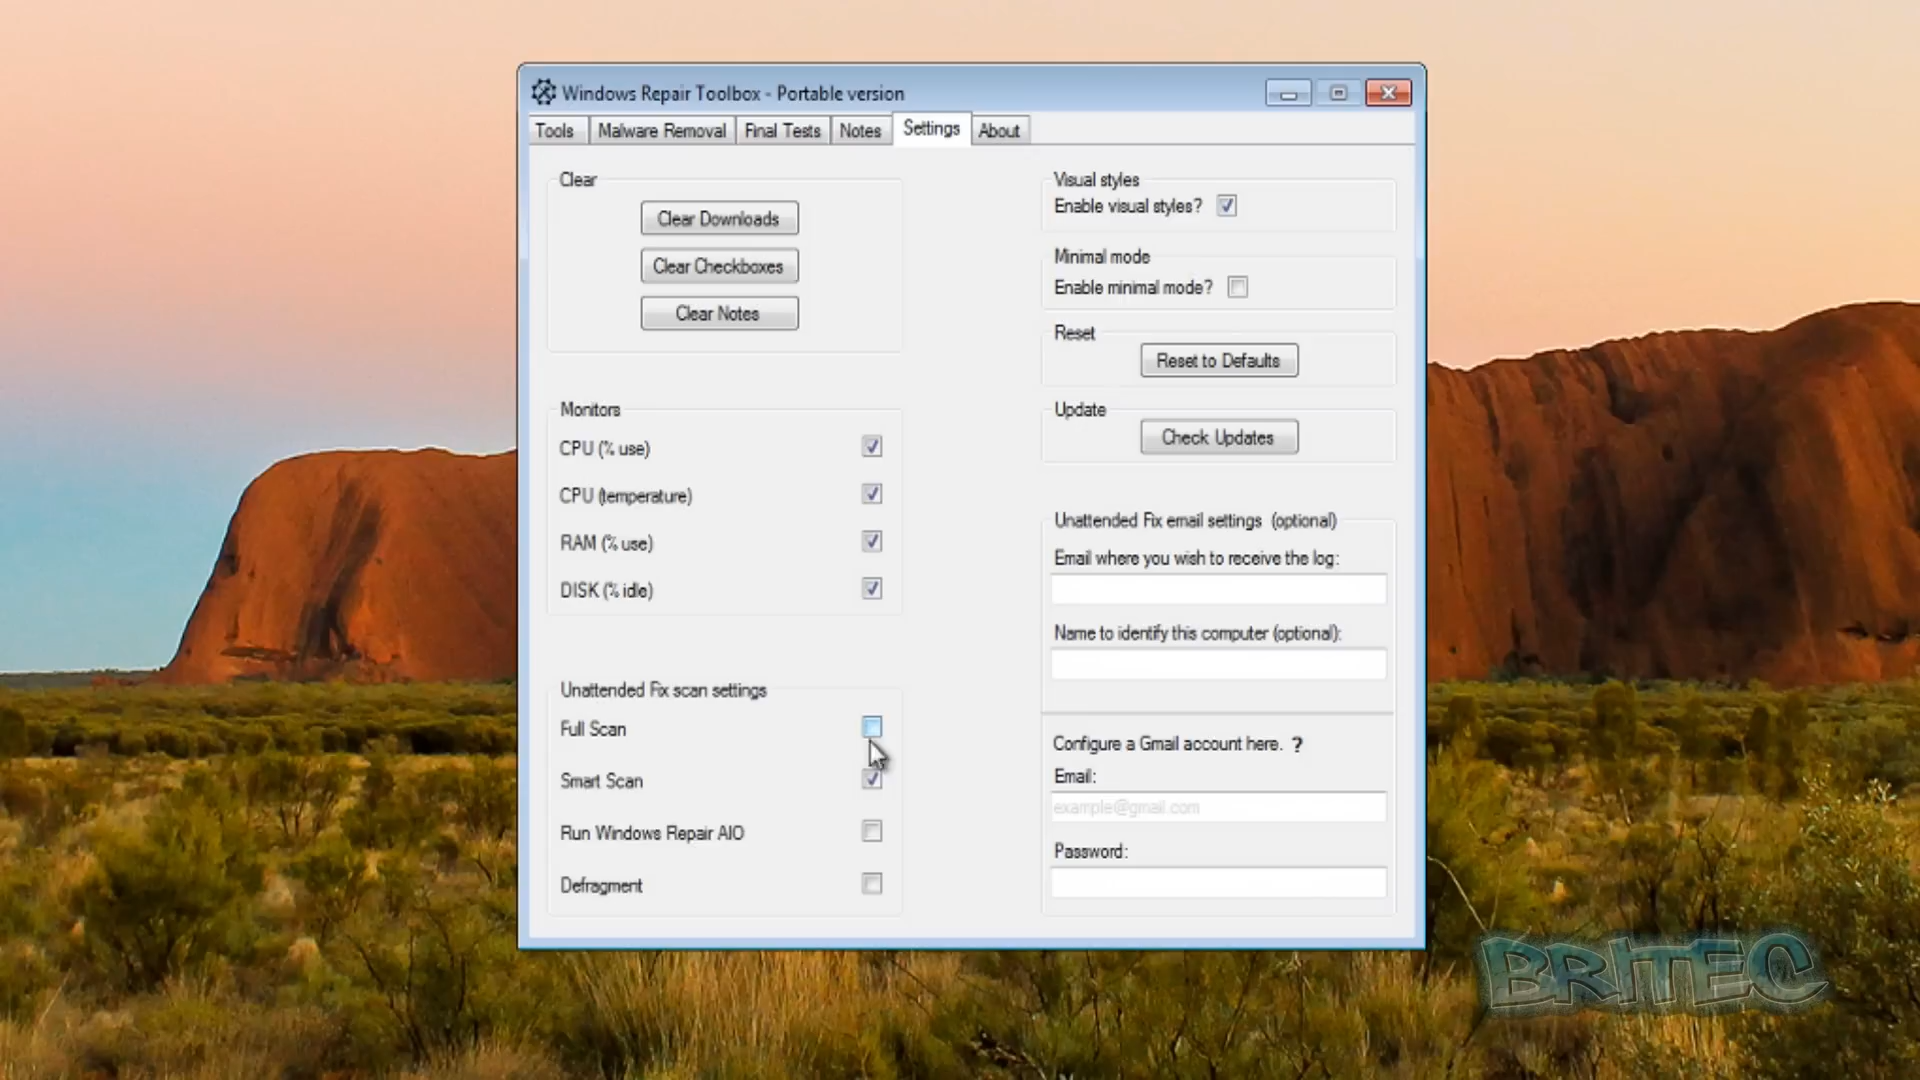 Windows Repair Toolbox - Portable version
Tools Malware Removal Final Tests Notes Settings About
Clear
Clear Downloads
Clear Checkboxes
Clear Notes
Monitors
CPU (% use)
CPU (temperature)
RAM (% use)
DISK (% idle)
Unattended Fix scan settings
Full Scan
Smart Scan
Run Windows Repair AIO
Defragment
Visual styles
Enable visual styles?
Minimal mode
Enable minimal mode?
Reset
Reset to Defaults
Update
Check Updates
Unattended Fix email settings (optional)
Email where you wish to receive the log:
Name to identify this computer (optional):
Configure a Gmail account here. ?
Email:
example@gmail.com
Password:
BRITEC